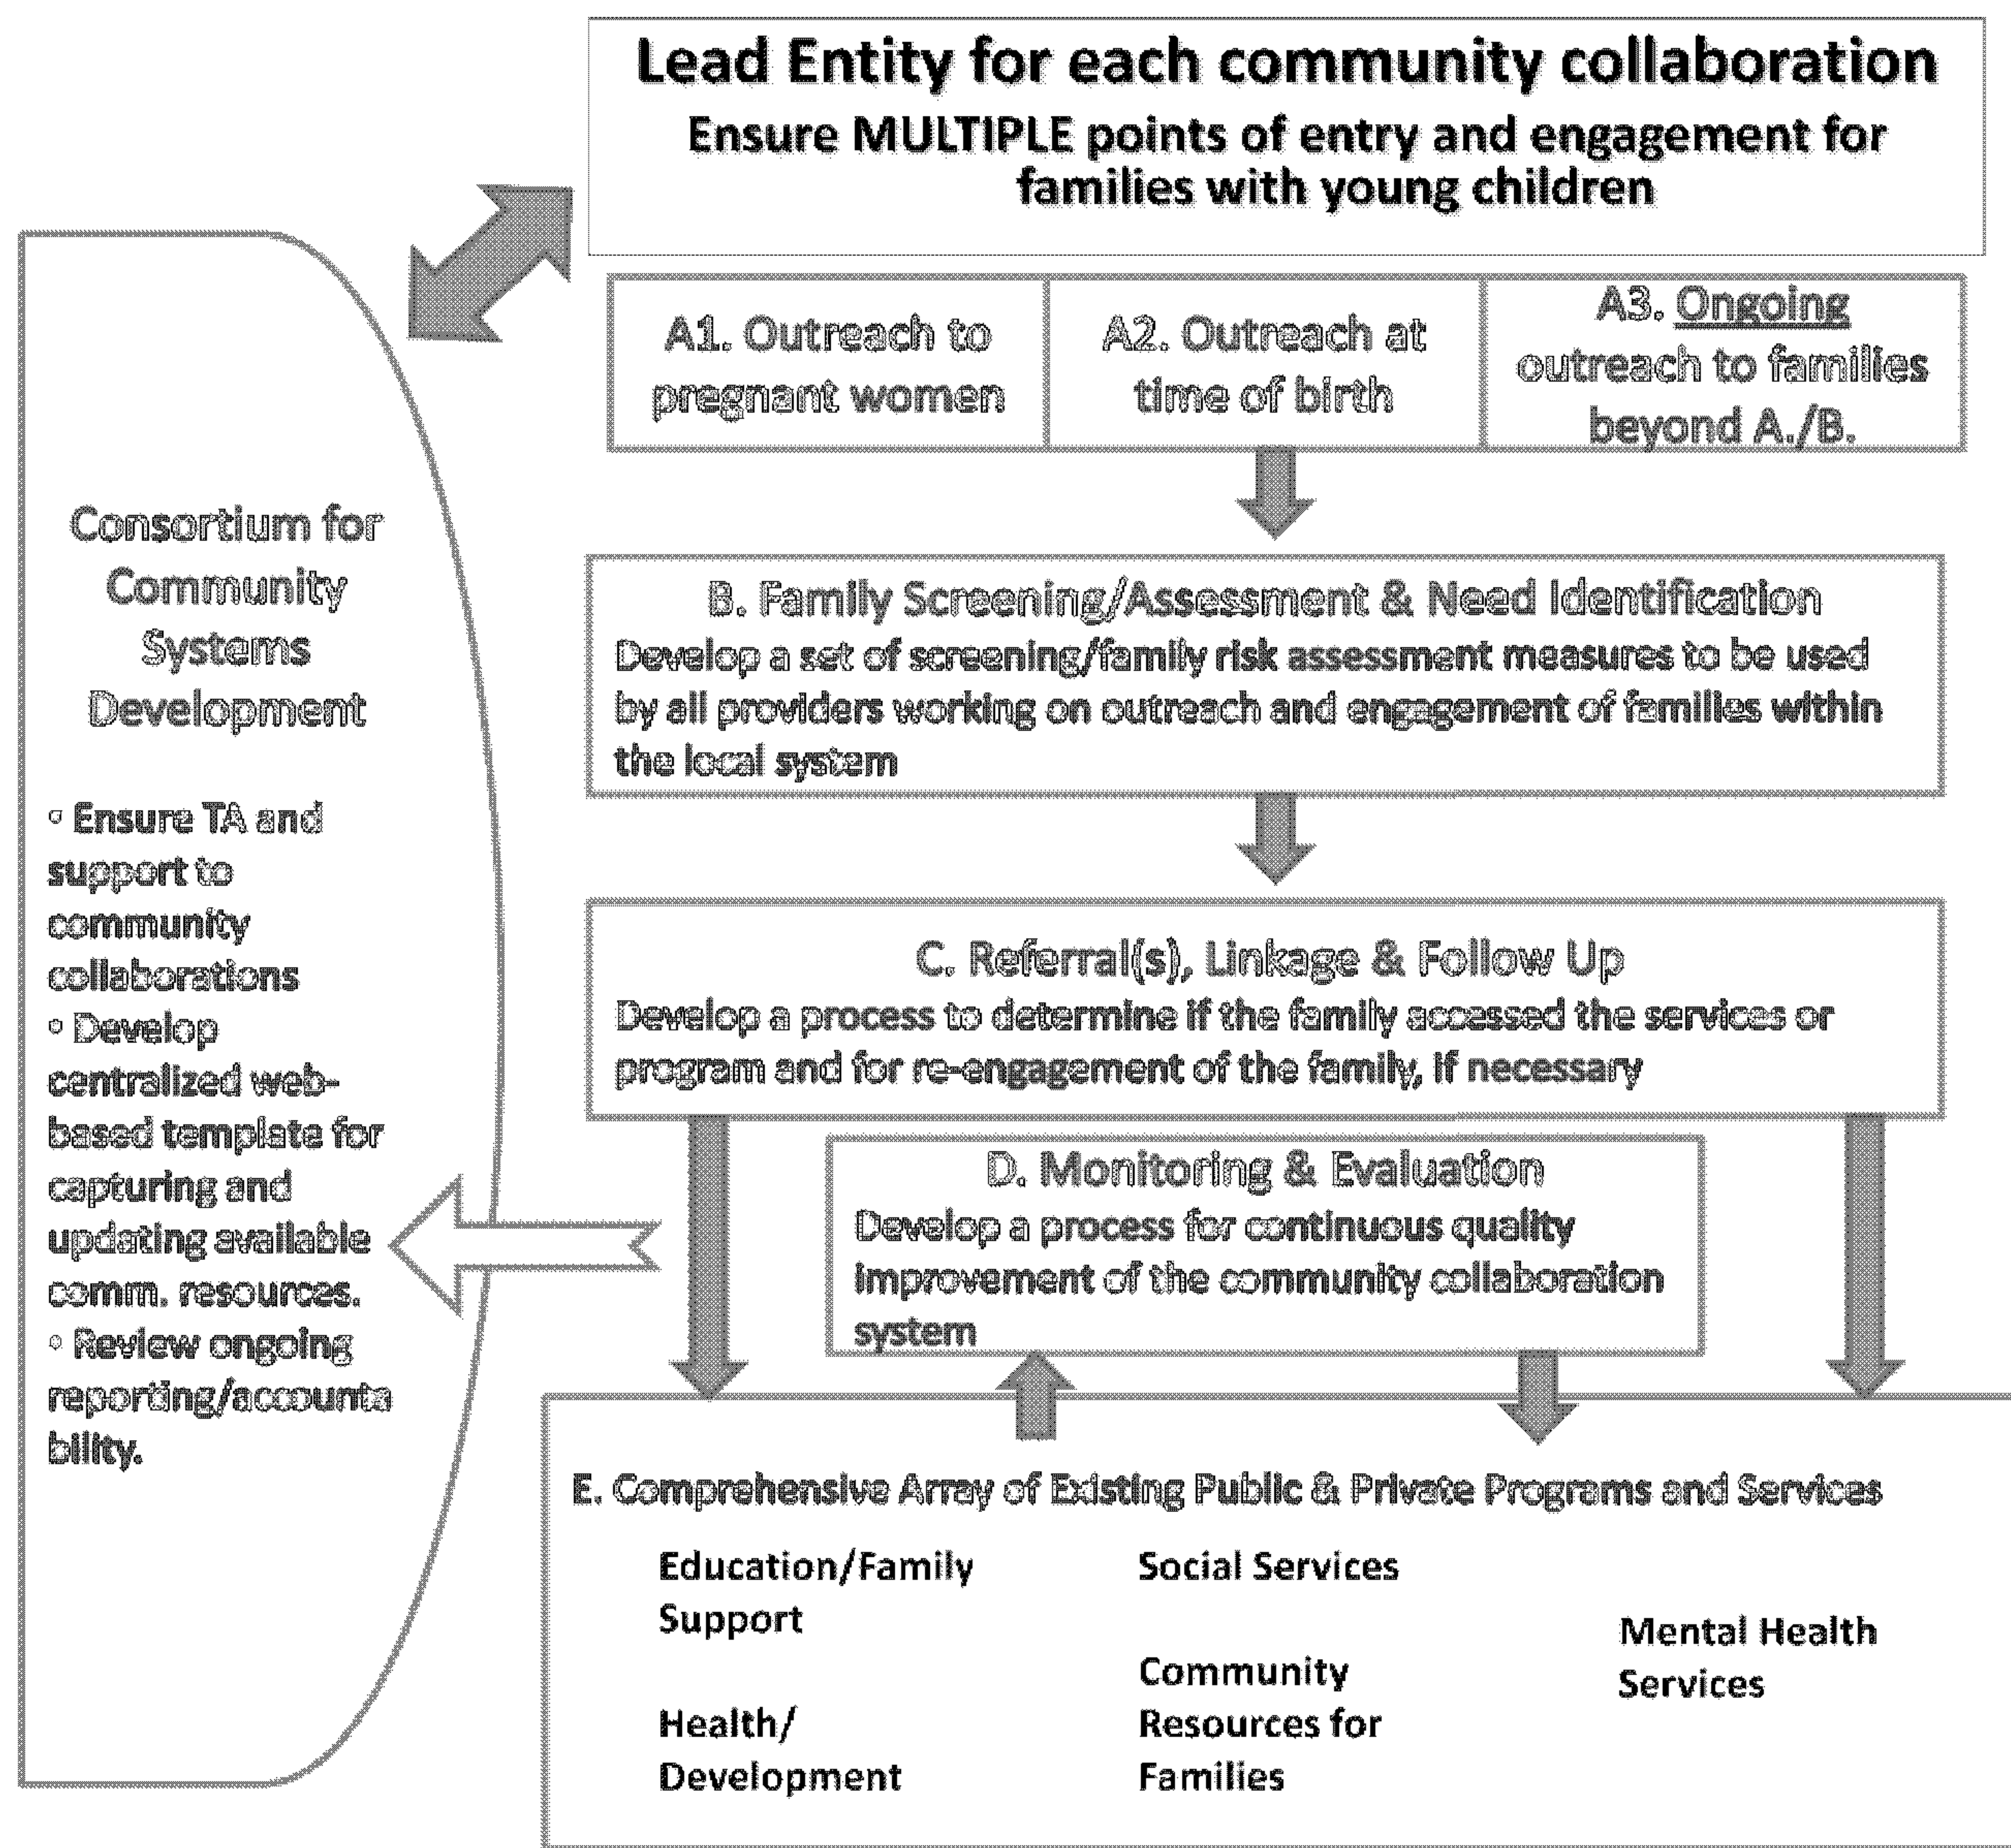 Lead Entity for each community collaboration
Ensure MULTIPLE points of entry and engagement for
families with young children
A1. Outreach to
pregnant women
A2. Outreach at
time of birth
A3. Ongoing
outreach to families
beyond A./B.
Consortium for
Community
Systems
Development
• Ensure TA and
support to
community
collaborations
• Develop
centralized web-
based template for
capturing and
updating available
comm. resources.
• Review ongoing
reporting/accounta
bility.
B. Family Screening/Assessment & Need Identification
Develop a set of screening/family risk assessment measures to be used
by all providers working on outreach and engagement of families within
the local system
C. Referral(s), Linkage & Follow Up
Develop a process to determine if the family accessed the services or
program and for re-engagement of the family, if necessary
D. Monitoring & Evaluation
Develop a process for continuous quality
improvement of the community collaboration
system
E. Comprehensive Array of Existing Public & Private Programs and Services
Education/Family
Support
Health/
Development
Social Services
Community
Resources for
Families
Mental Health
Services